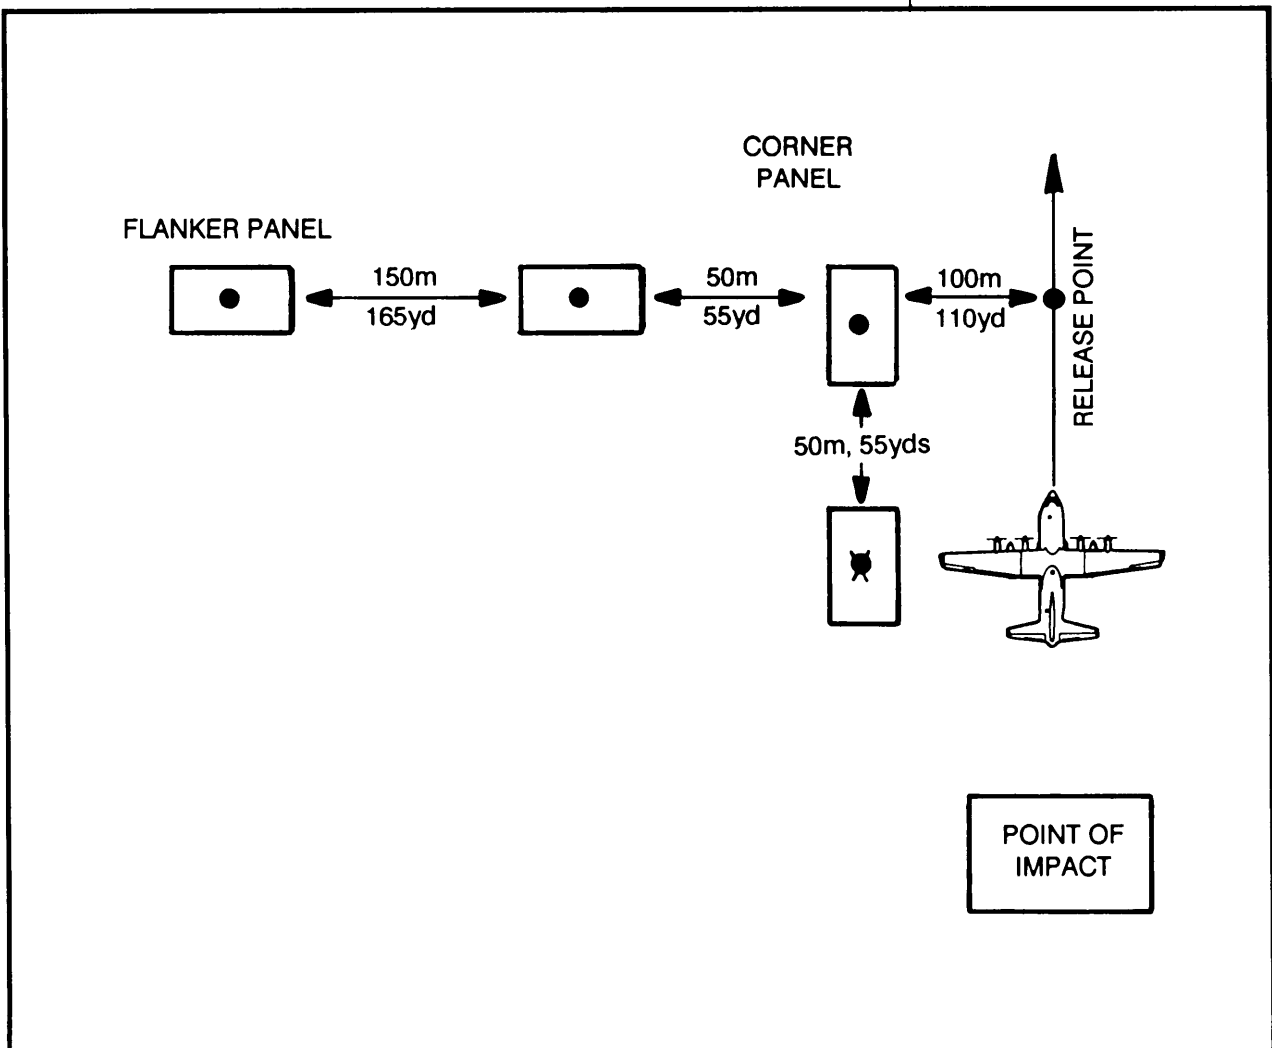 CORNER
PANEL
FLANKER PANEL
150m
165yd
50m
55yd
100m
110yd
RELEASE POINT
50m, 55yds
POINT OF
IMPACT